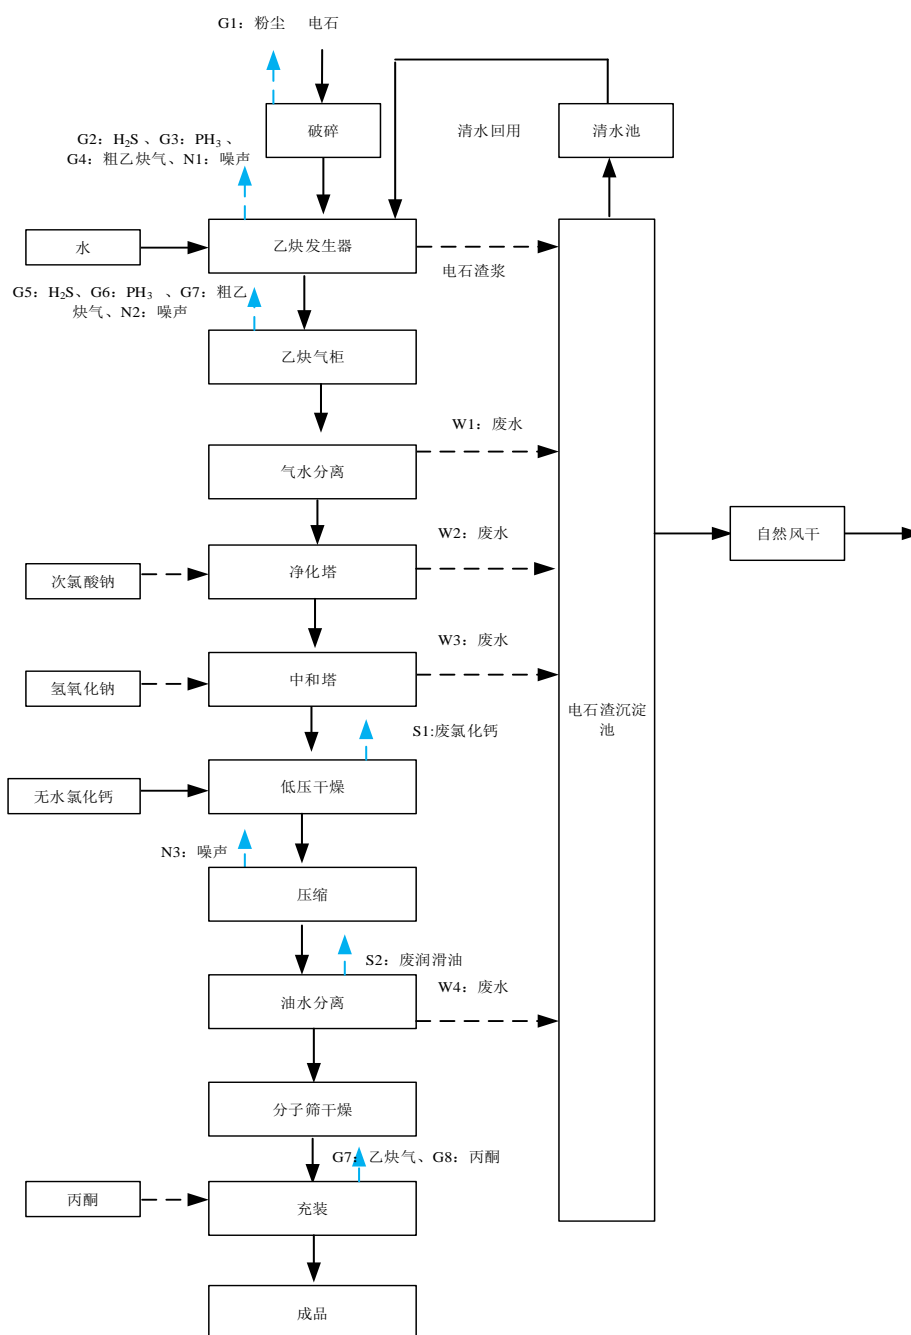 G1：粉尘
电石
破碎
清水回用
清水池
G2：H₂S 、G3：PH₃ 、
G4：粗乙炔气、N1：噪声
水
乙炔发生器
电石渣浆
G5：H₂S、G6：PH₃ 、G7：粗乙
炔气、N2：噪声
乙炔气柜
W1：废水
气水分离
W2：废水
自然风干
次氯酸钠
净化塔
W3：废水
氢氧化钠
中和塔
电石渣沉淀
池
S1:废氯化钙
无水氯化钙
低压干燥
N3：噪声
压缩
S2：废润滑油
W4：废水
油水分离
分子筛干燥
G7：乙炔气、G8：丙酮
丙酮
充装
成品